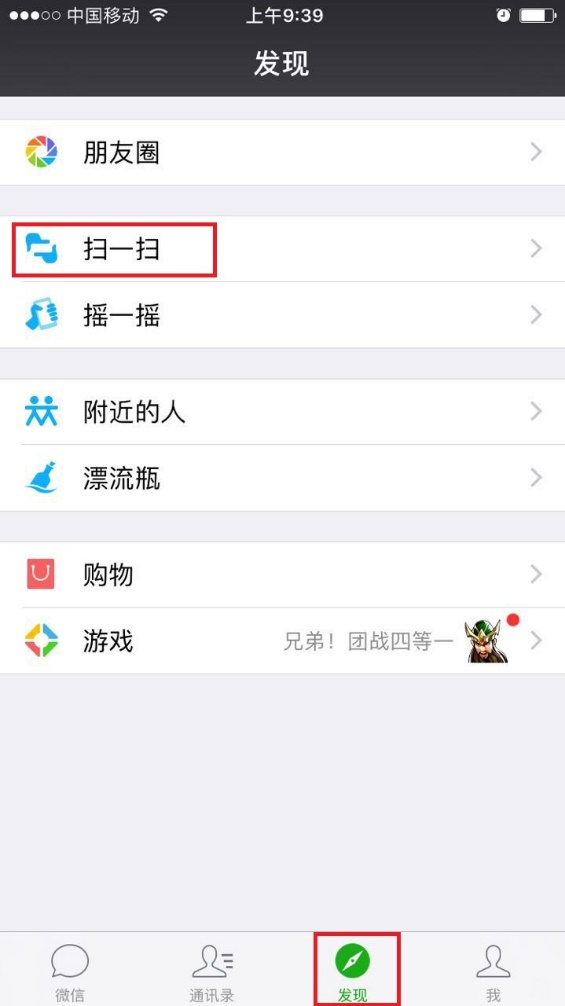 中国移动 上午9:39
发现
朋友圈
扫一扫
摇一摇
附近的人
漂流瓶
购物
游戏 兄弟！团战四等一
微信 通讯录 发现 我